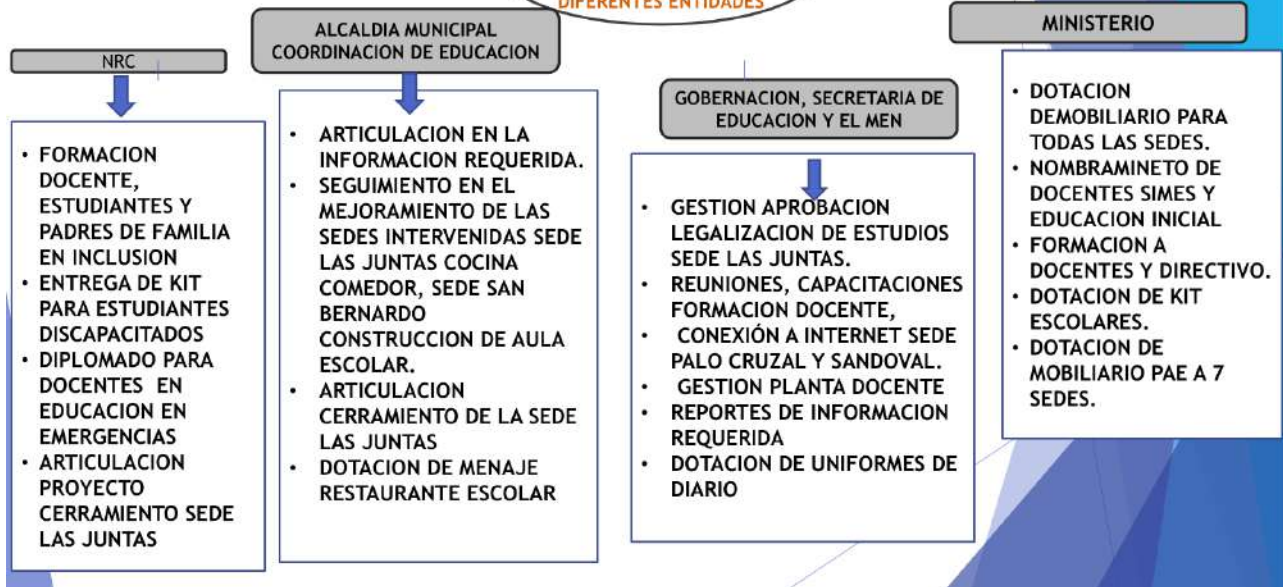 DIFERENTES ENTIDADES
NRC
• FORMACION
DOCENTE,
ESTUDIANTES Y
PADRES DE FAMILIA
EN INCLUSION
• ENTREGA DE KIT
PARA ESTUDIANTES
DISCAPACITADOS
• DIPLOMADO PARA
DOCENTES EN
EDUCACION EN
EMERGENCIAS
• ARTICULACION
PROYECTO
CERRAMIENTO SEDE
LAS JUNTAS
ALCALDIA MUNICIPAL
COORDINACION DE EDUCACION
• ARTICULACION EN LA
INFORMACION REQUERIDA.
• SEGUIMIENTO EN EL
MEJORAMIENTO DE LAS
SEDES INTERVENIDAS SEDE
LAS JUNTAS COCINA
COMEDOR, SEDE SAN
BERNARDO
CONSTRUCCION DE AULA
ESCOLAR.
• ARTICULACION
CERRAMIENTO DE LA SEDE
LAS JUNTAS
• DOTACION DE MENAJE
RESTAURANTE ESCOLAR
GOBERNACION, SECRETARIA DE
EDUCACION Y EL MEN
• GESTION APROBACION
LEGALIZACION DE ESTUDIOS
SEDE LAS JUNTAS.
• REUNIONES, CAPACITACIONES
FORMACION DOCENTE,
• CONEXIÓN A INTERNET SEDE
PALO CRUZAL Y SANDOVAL.
• GESTION PLANTA DOCENTE
• REPORTES DE INFORMACION
REQUERIDA
• DOTACION DE UNIFORMES DE
DIARIO
MINISTERIO
• DOTACION
DEMOBILIARIO PARA
TODAS LAS SEDES.
• NOMBRAMINETO DE
DOCENTES SIMES Y
EDUCACION INICIAL
• FORMACION A
DOCENTES Y DIRECTIVO.
• DOTACION DE KIT
ESCOLARES.
• DOTACION DE
MOBILIARIO PAE A 7
SEDES.